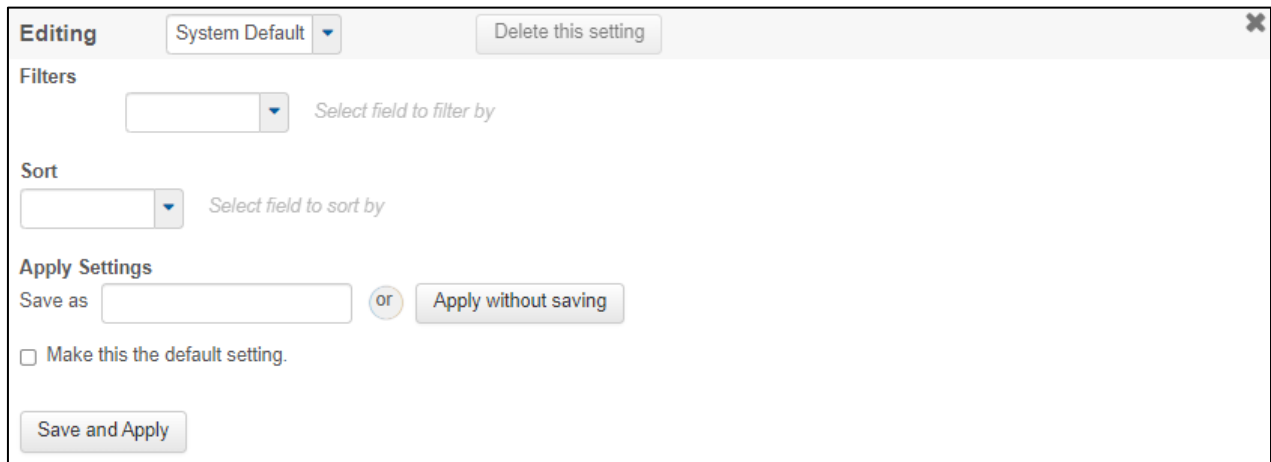 Editing System Default Delete this setting
Filters
Select field to filter by
Sort
Select field to sort by
Apply Settings
Save as or Apply without saving
Make this the default setting.
Save and Apply